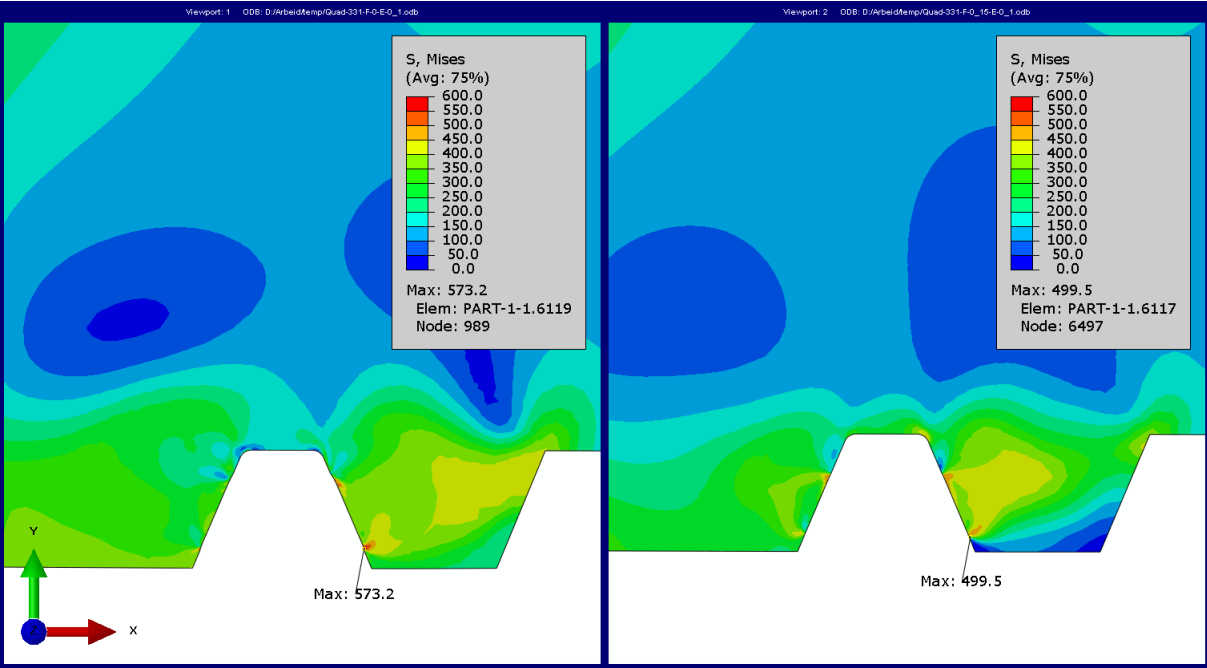 Viewport: 1 ODB: D:/Arbeid/temp/Quad-331-F-0-E-0_1.odb
S, Mises
(Avg: 75%)
600.0
550.0
500.0
450.0
400.0
350.0
300.0
250.0
200.0
150.0
100.0
50.0
0.0
Max: 573.2
Elem: PART-1-1.6119
Node: 989
Max: 573.2
Y
Z
X
Viewport: 2 ODB: D:/Arbeid/temp/Quad-331-F-0_15-E-0_1.odb
S, Mises
(Avg: 75%)
600.0
550.0
500.0
450.0
400.0
350.0
300.0
250.0
200.0
150.0
100.0
50.0
0.0
Max: 499.5
Elem: PART-1-1.6117
Node: 6497
Max: 499.5